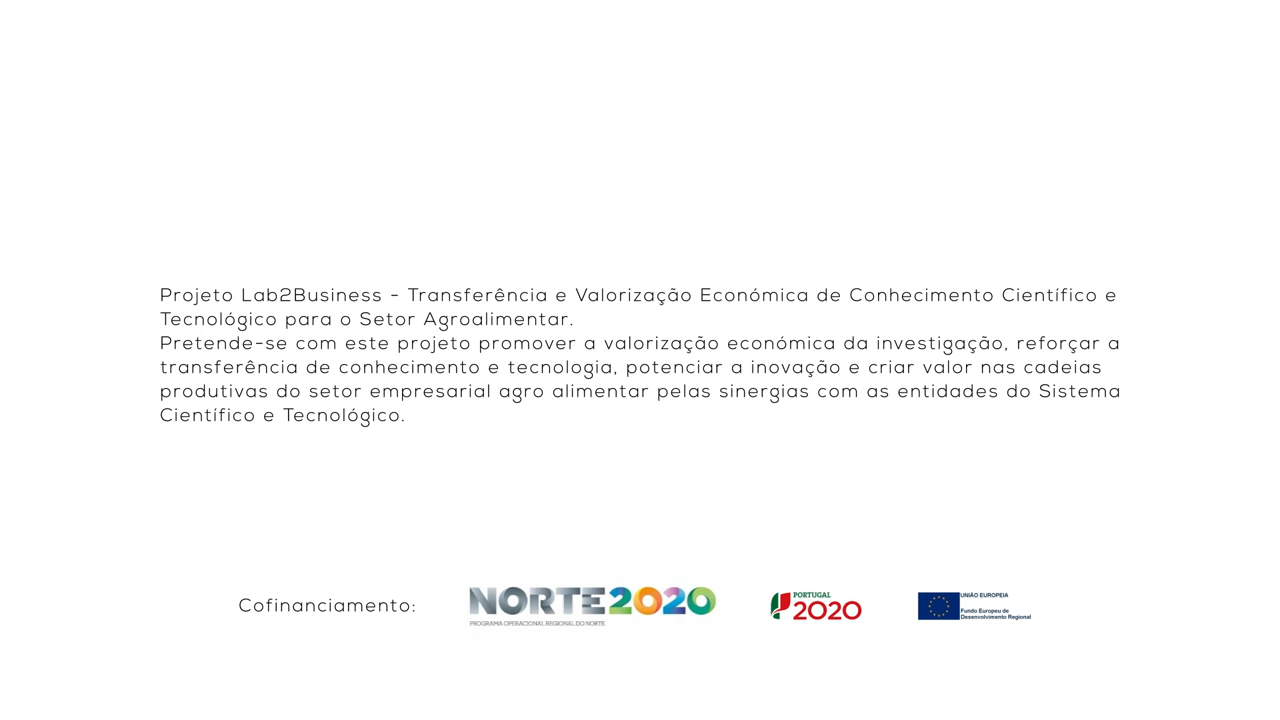 Projeto Lab2Business - Transferência e Valorização Económica de Conhecimento Científico e
Tecnológico para o Setor Agroalimentar.
Pretende-se com este projeto promover a valorização económica da investigação, reforçar a
transferência de conhecimento e tecnologia, potenciar a inovação e criar valor nas cadeias
produtivas do setor empresarial agro alimentar pelas sinergias com as entidades do Sistema
Científico e Tecnológico.
Cofinanciamento:
NORTE2020
PROGRAMA OPERACIONAL REGIONAL DO NORTE
PORTUGAL
2020
UNIÃO EUROPEIA
Fundo Europeu de
Desenvolvimento Regional